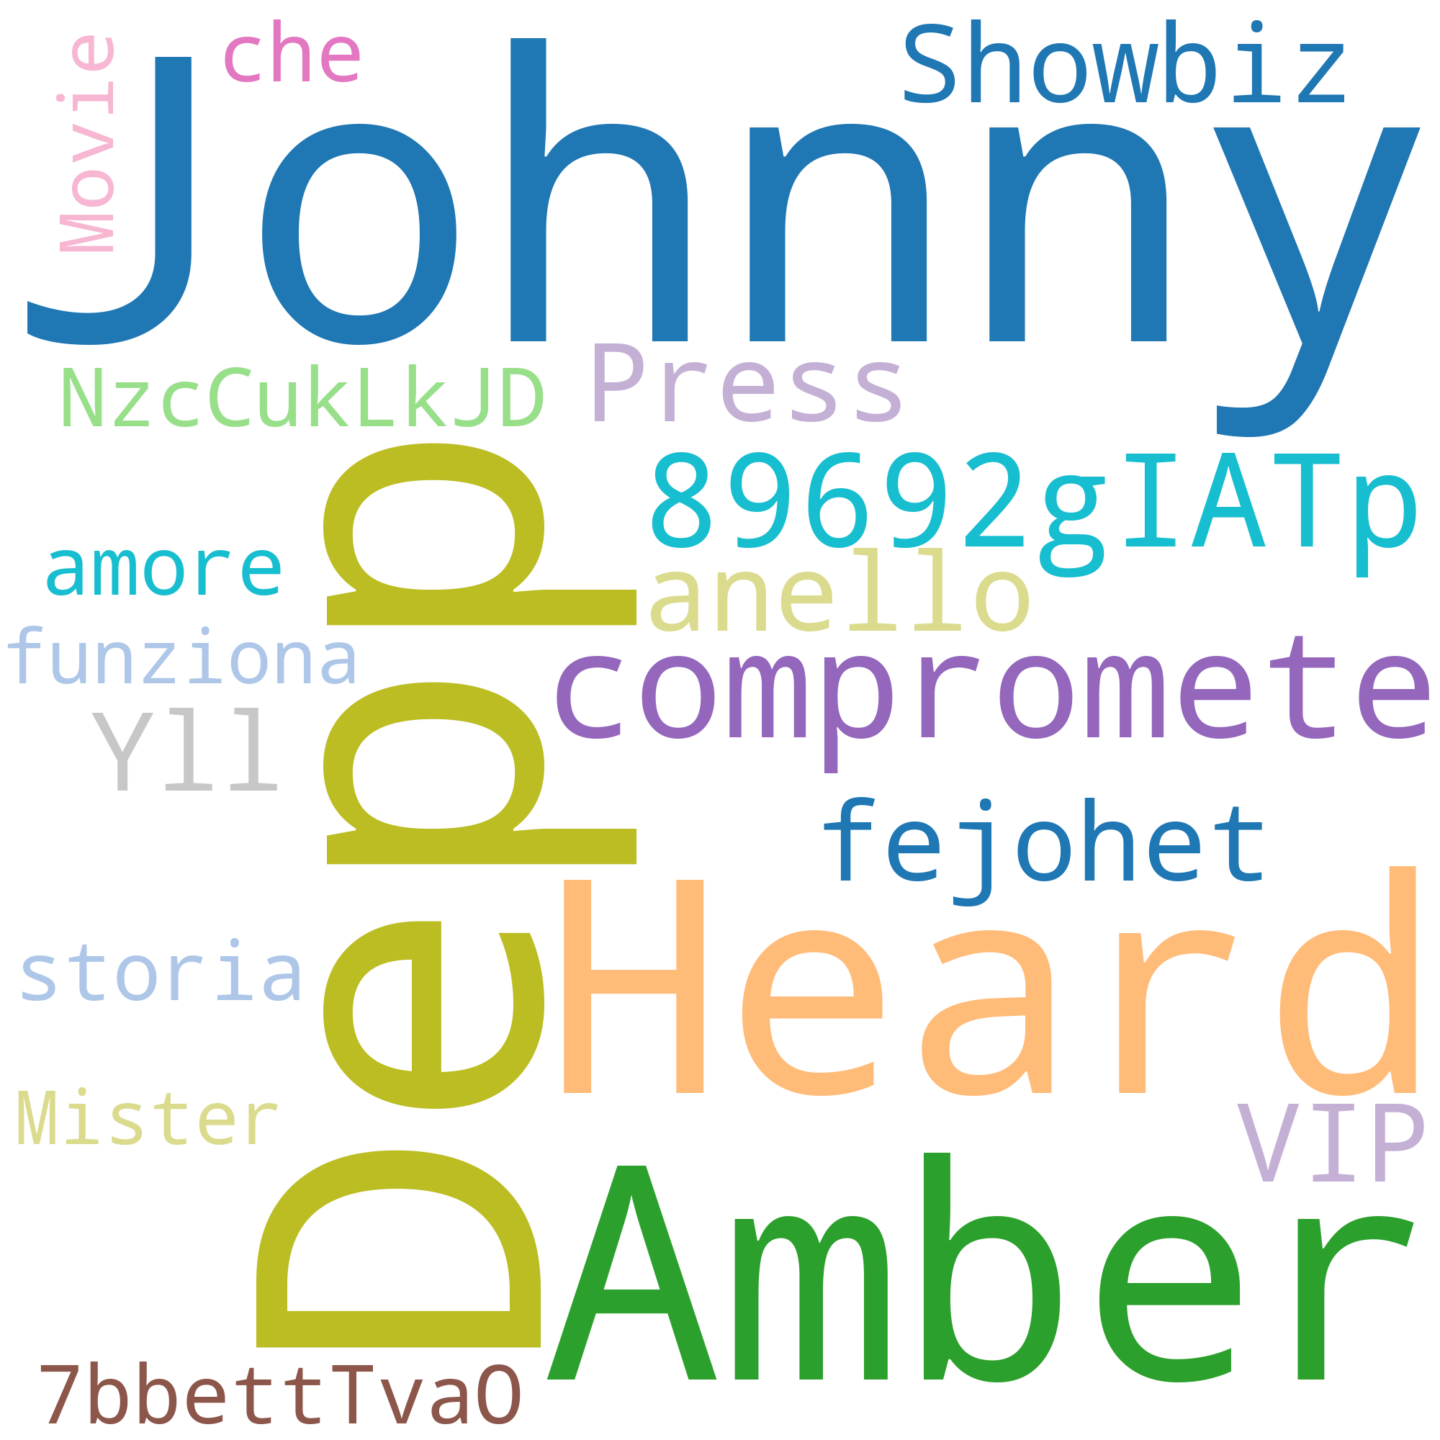 Movie
che
Showbiz
Johnny
NzcCukLkJD
Press
89692gIATp
amore
anello
funziona
compromete
Yll
fejohet
Depp
Heard
storia
Mister
VIP
Amber
7bbettTvaO